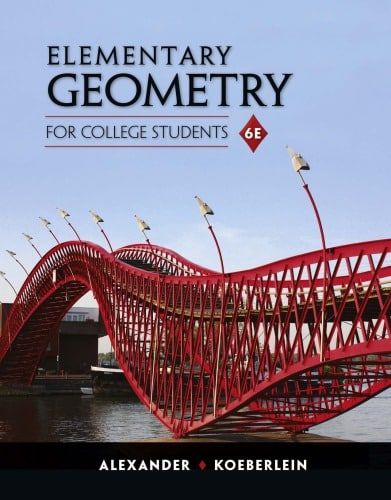 ELEMENTARY
GEOMETRY
FOR COLLEGE STUDENTS 6E
ALEXANDER ♦ KOEBERLEIN